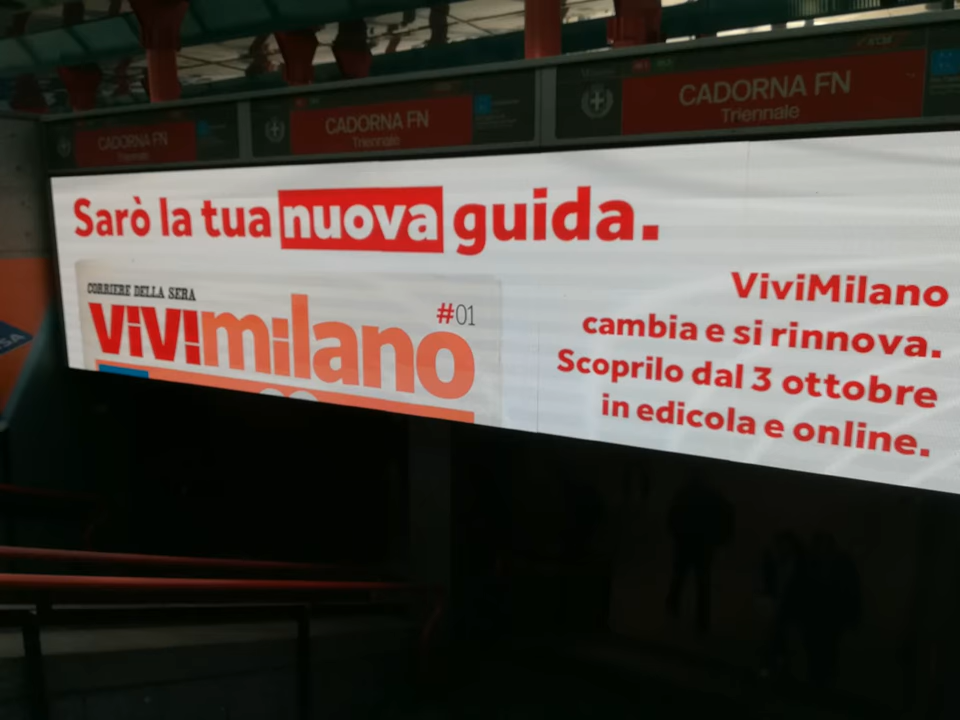 CADORNA FN
Triennale
CADORNA FN
Triennale
CADORNA FN
Triennale
Sarò la tua nuova guida.
CORRIERE DELLA SERA
ViVimilano
#01
ViviMilano
cambia e si rinnova.
Scoprilo dal 3 ottobre
in edicola e online.